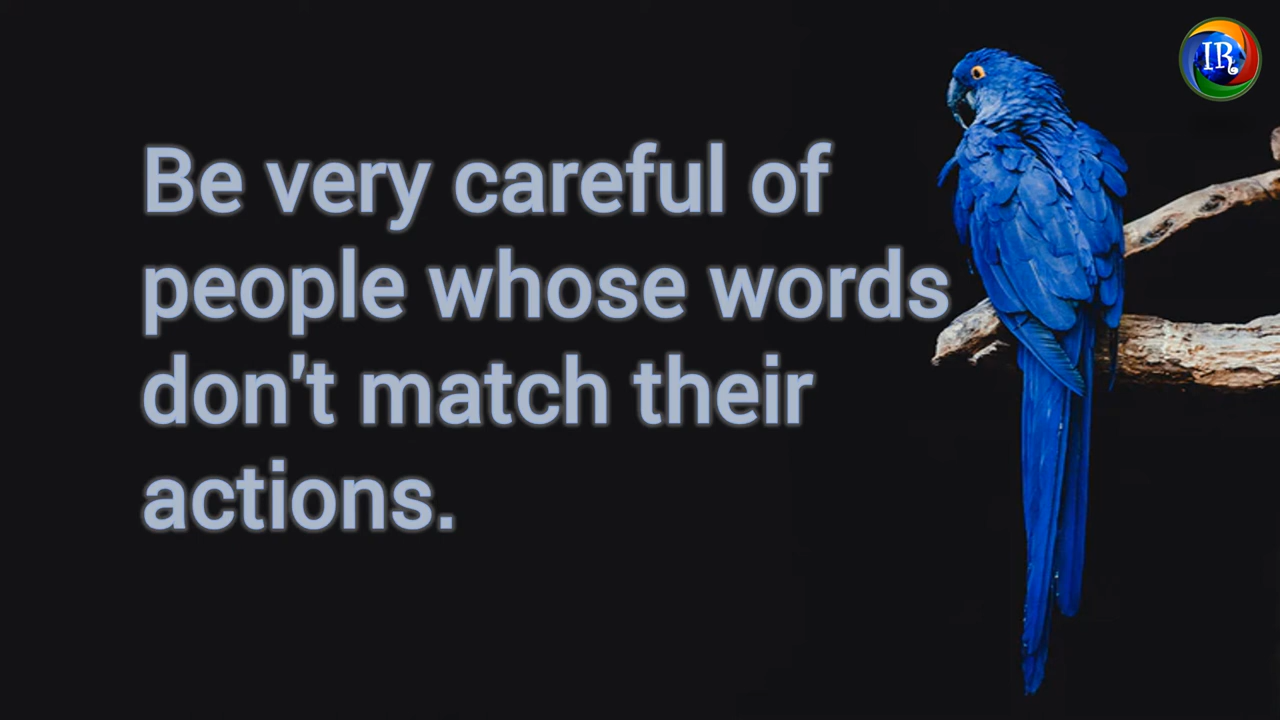 IR
Be very careful of
people whose words
don't match their
actions.